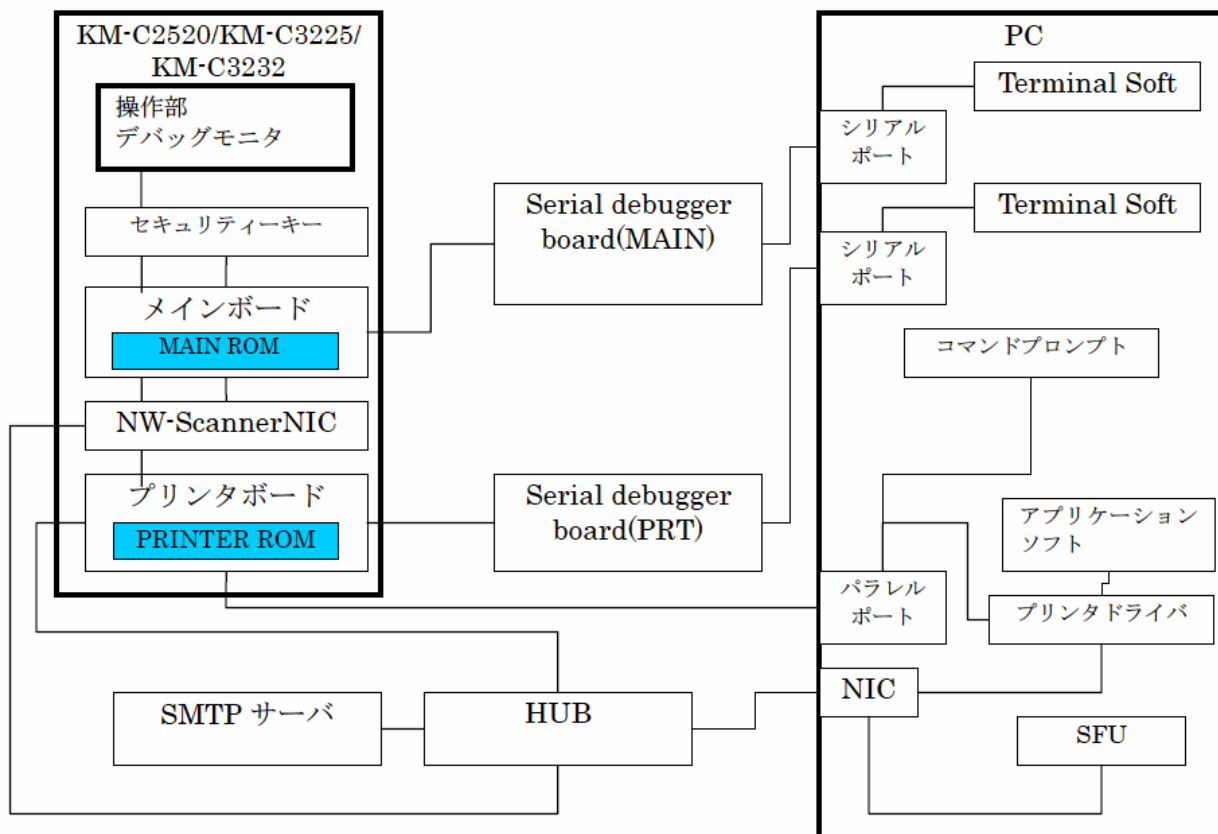 KM-C2520/KM-C3225/
KM-C3232
操作部
デバッグモニタ
セキュリティーキー
メインボード
MAIN ROM
NW-ScannerNIC
プリンタボード
PRINTER ROM
Serial debugger
board(MAIN)
Serial debugger
board(PRT)
SMTP サーバ
HUB
PC
Terminal Soft
シリアル
ポート
Terminal Soft
シリアル
ポート
コマンドプロンプト
アプリケーション
ソフト
パラレル
ポート
プリンタドライバ
NIC
SFU